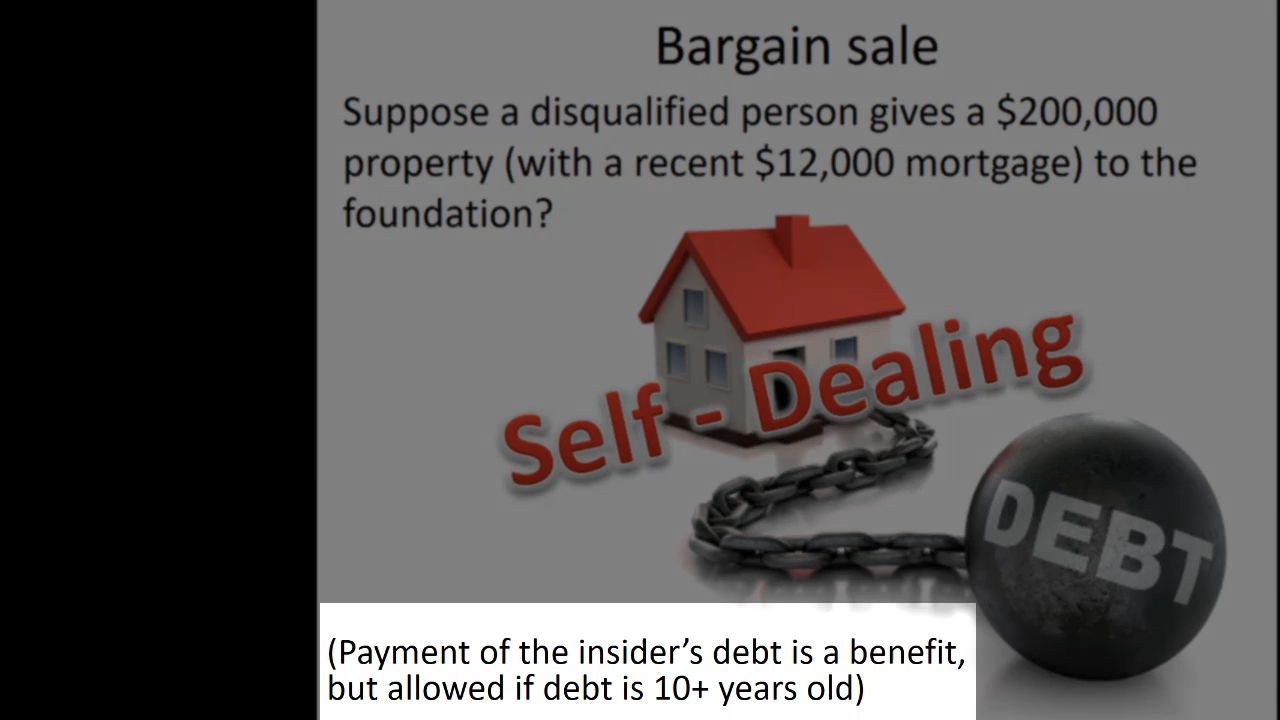 Bargain sale
Suppose a disqualified person gives a $200,000
property (with a recent $12,000 mortgage) to the
foundation?
Self - Dealing
DEBT
(Payment of the insider’s debt is a benefit,
but allowed if debt is 10+ years old)